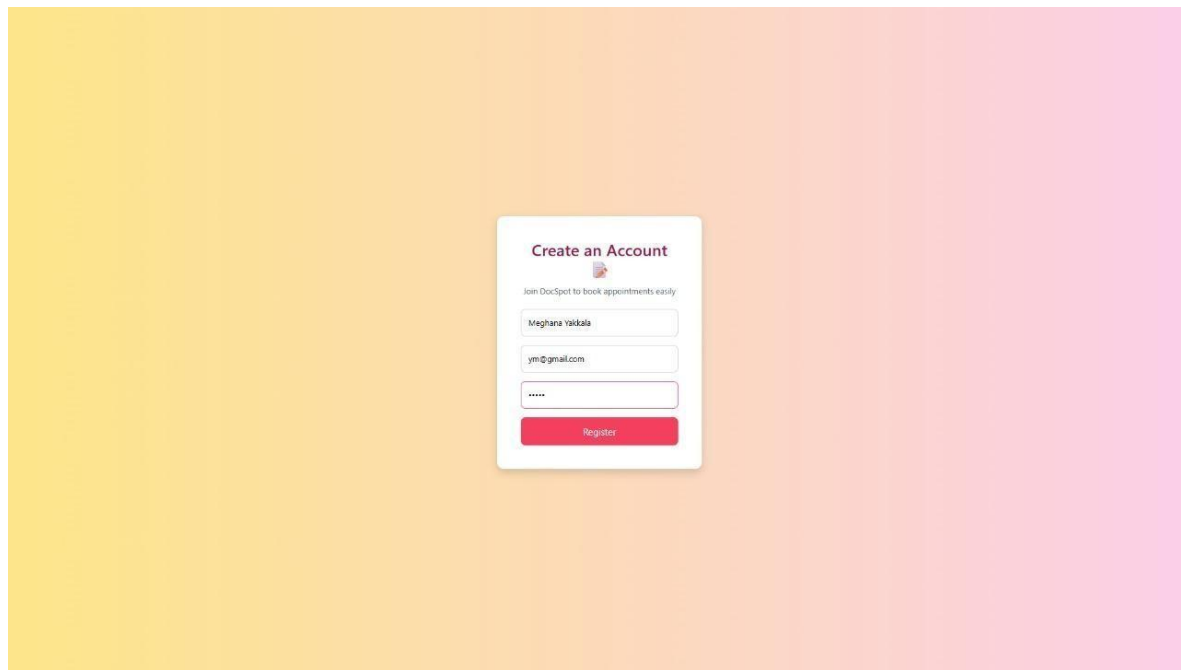 Create an Account
📝
Join DocSpot to book appointments easily
Meghana Yakkala
ym@gmail.com
•••••
Register